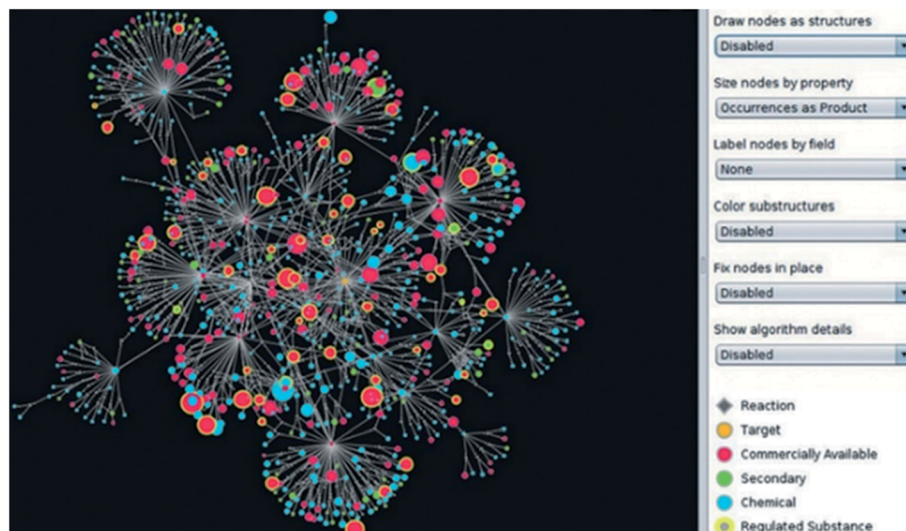 Draw nodes as structures
Disabled
Size nodes by property
Occurrences as Product
Label nodes by field
None
Color substructures
Disabled
Fix nodes in place
Disabled
Show algorithm details
Disabled
Reaction
Target
Commercially Available
Secondary
Chemical
Regulated Substance